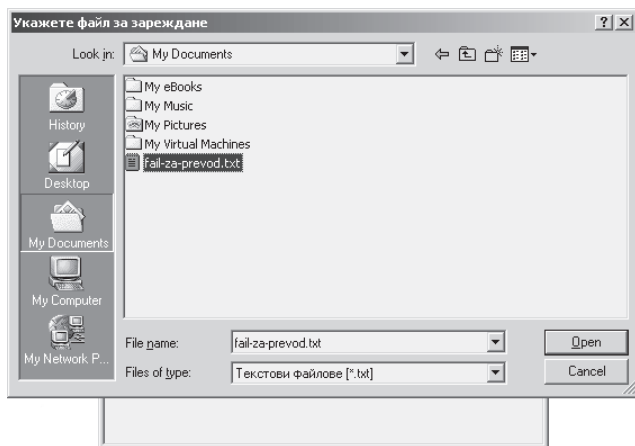 Укажете файл за зареждане
Look in: My Documents
History
Desktop
My Documents
My Computer
My Network P...
My eBooks
My Music
My Pictures
My Virtual Machines
fail-za-prevod.txt
File name: fail-za-prevod.txt Open
Files of type: Текстови файлове [*.txt] Cancel